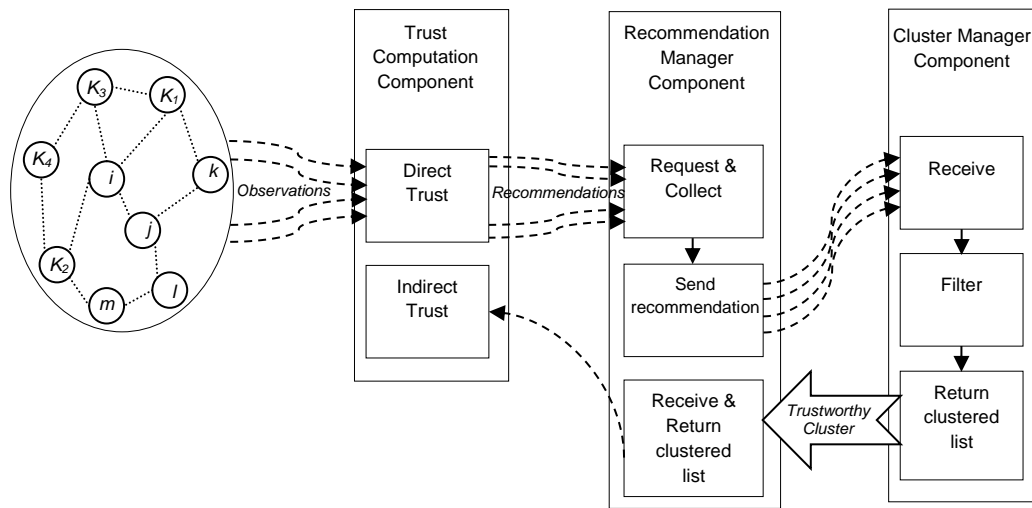 Trust
Computation
Component
Recommendation
Manager
Component
Cluster Manager
Component
K3
K1
K4
i
k
j
K2
m
l
Observations
Direct
Trust
Recommendations
Request &
Collect
Receive
Indirect
Trust
Send
recommendation
Filter
Receive &
Return
clustered
list
Trustworthy
Cluster
Return
clustered
list